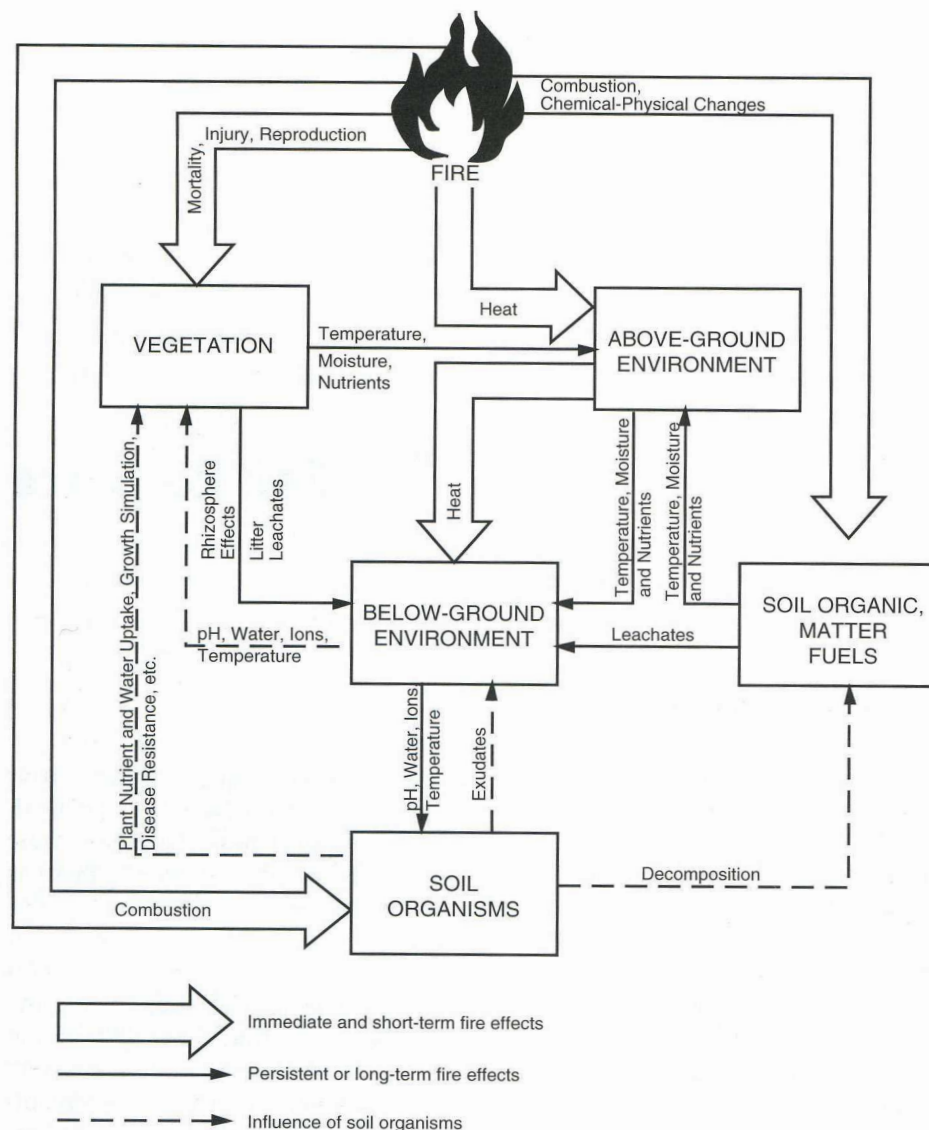 Combustion,
Chemical-Physical Changes
Injury, Reproduction
Mortality,
FIRE
Heat
VEGETATION
Temperature,
Moisture,
Nutrients
ABOVE-GROUND
ENVIRONMENT
Plant Nutrient and Water Uptake, Growth Simulation,
Disease Resistance, etc.
Rhizosphere
Effects
Litter
Leachates
Heat
Temperature, Moisture
and Nutrients
Temperature, Moisture
and Nutrients
BELOW-GROUND
ENVIRONMENT
SOIL ORGANIC,
MATTER
FUELS
Leachates
pH, Water, Ions,
Temperature
pH, Water, Ions,
Temperature
Exudates
SOIL
ORGANISMS
Decomposition
Combustion
Immediate and short-term fire effects
Persistent or long-term fire effects
Influence of soil organisms